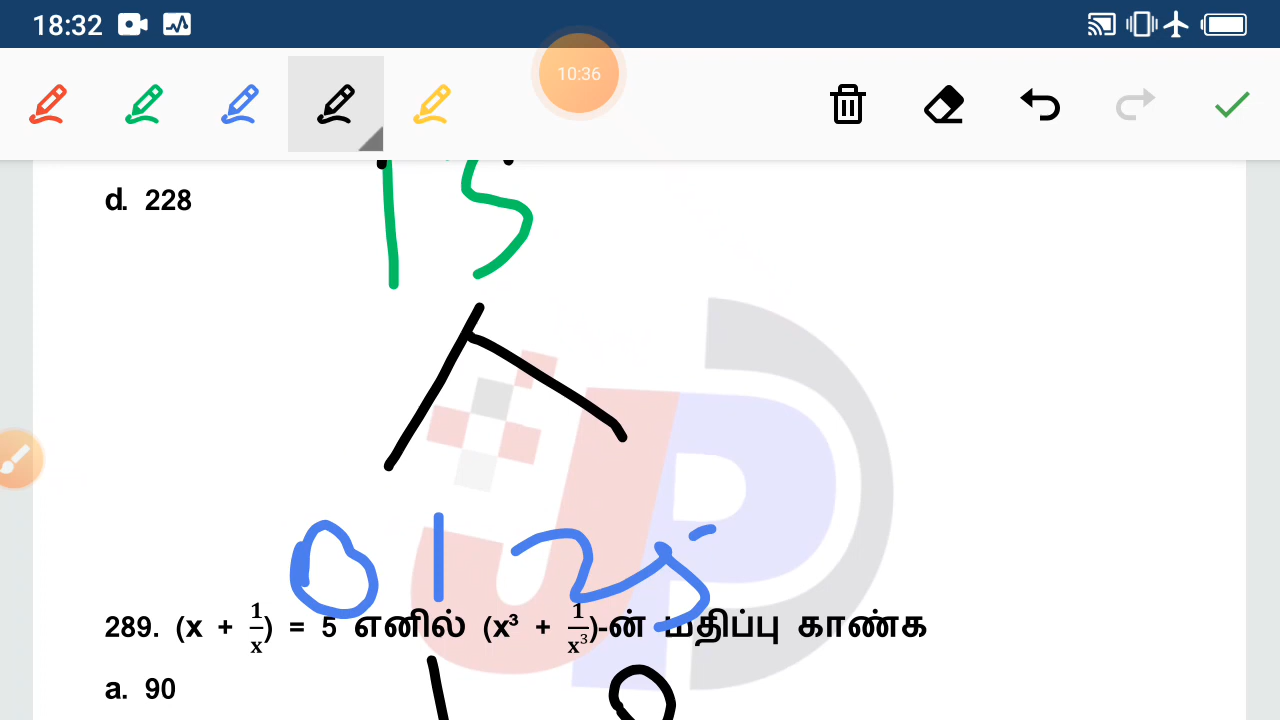 18:32
10:36
d. 228
15
0125
289. (x + 1/x) = 5 எனில் (x³ + 1/x³)-ன் மதிப்பு காண்க
a. 90